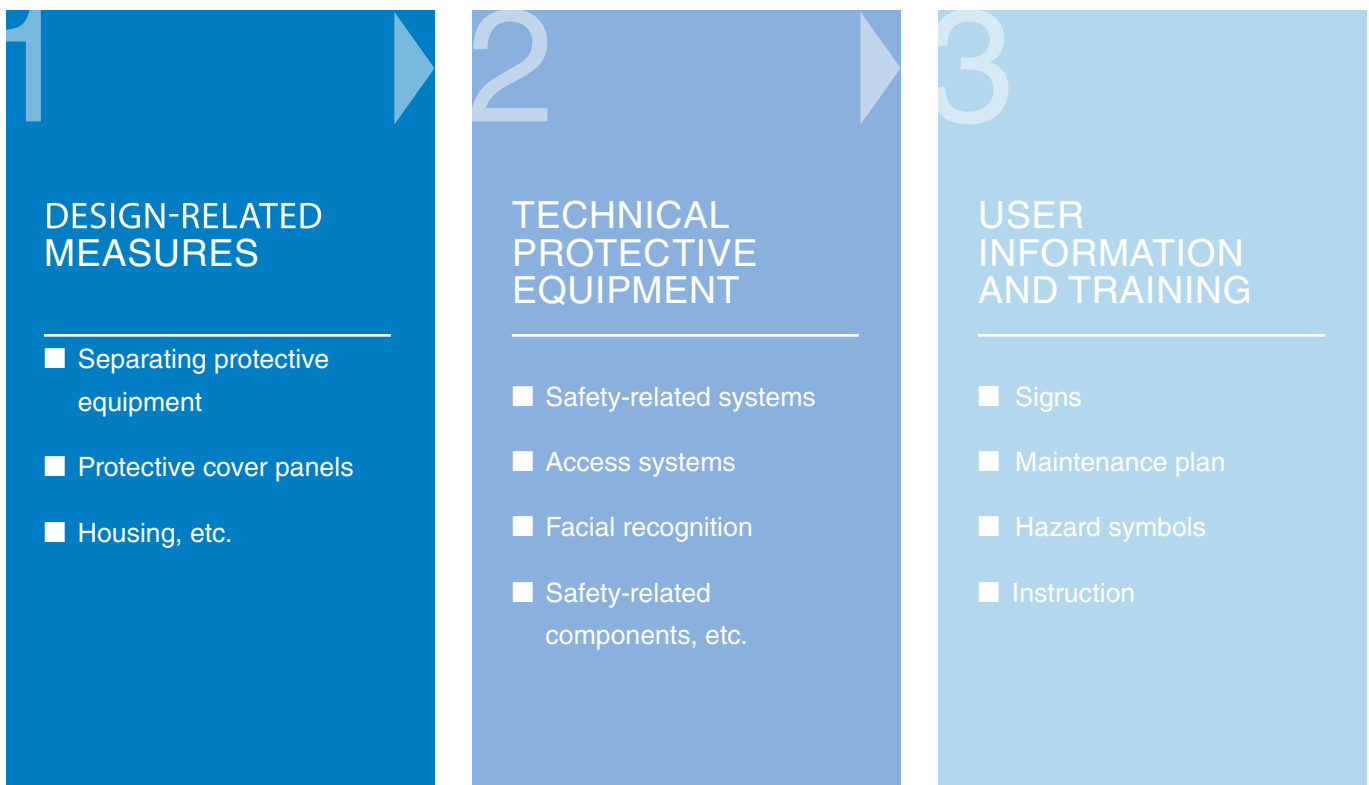 1
DESIGN-RELATED
MEASURES
■ Separating protective
equipment
■ Protective cover panels
■ Housing, etc.
2
TECHNICAL
PROTECTIVE
EQUIPMENT
■ Safety-related systems
■ Access systems
■ Facial recognition
■ Safety-related
components, etc.
3
USER
INFORMATION
AND TRAINING
■ Signs
■ Maintenance plan
■ Hazard symbols
■ Instruction